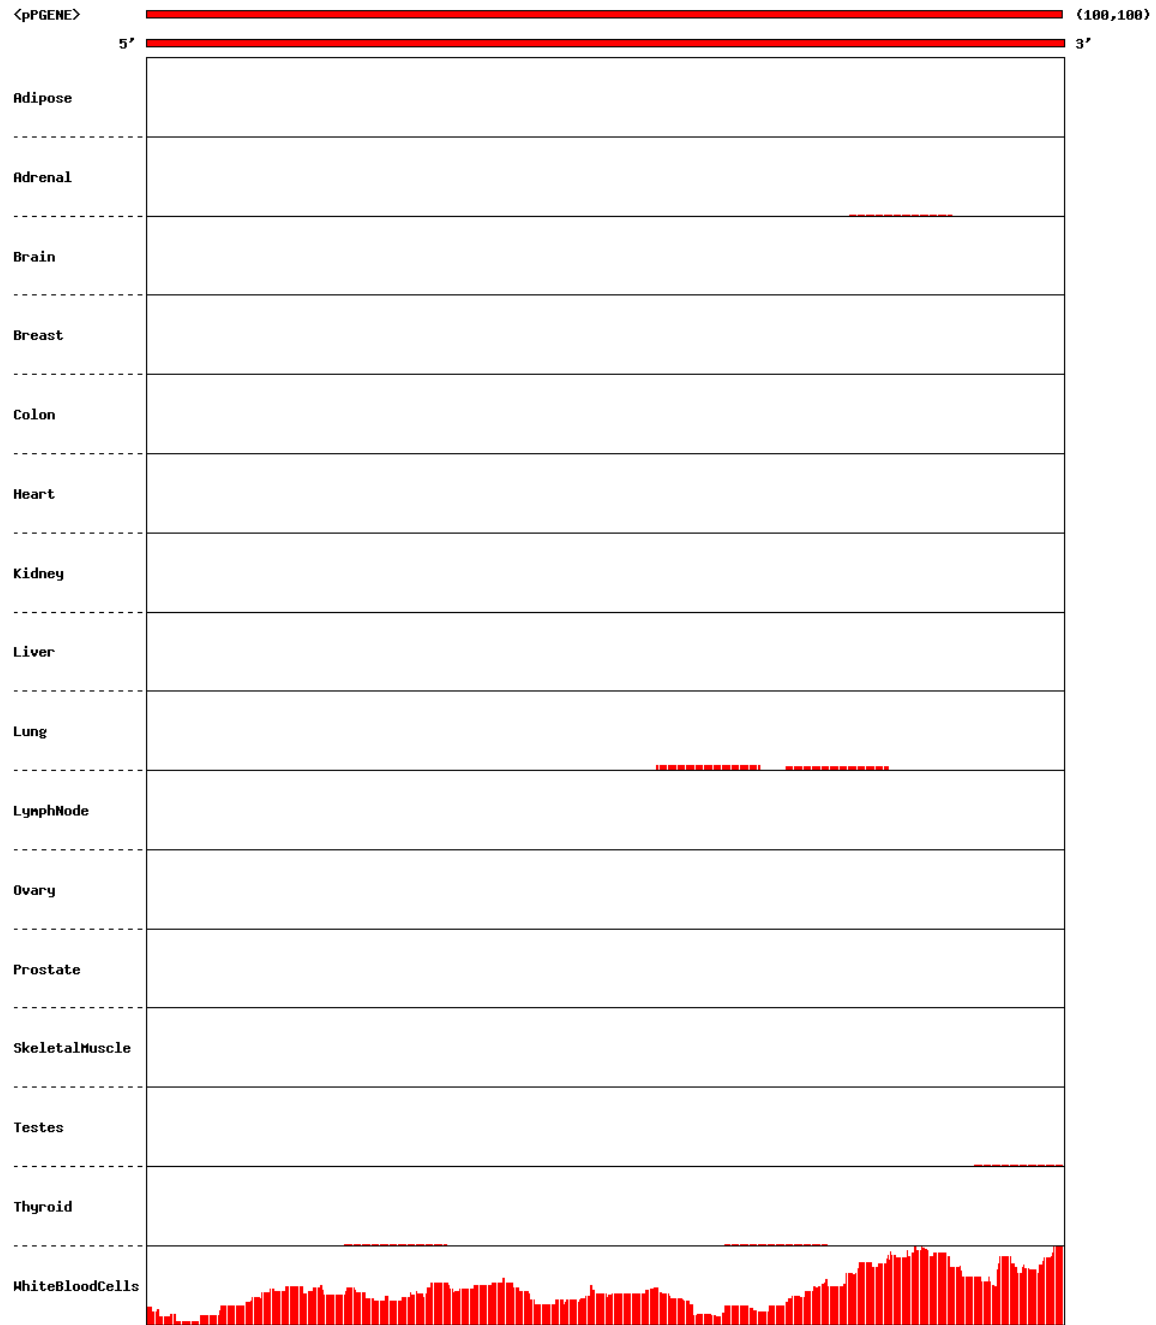 <pPGENE> (100,100)
5' 3'
Adipose
Adrenal
Brain
Breast
Colon
Heart
Kidney
Liver
Lung
LymphNode
Ovary
Prostate
SkeletalMuscle
Testes
Thyroid
WhiteBloodCells